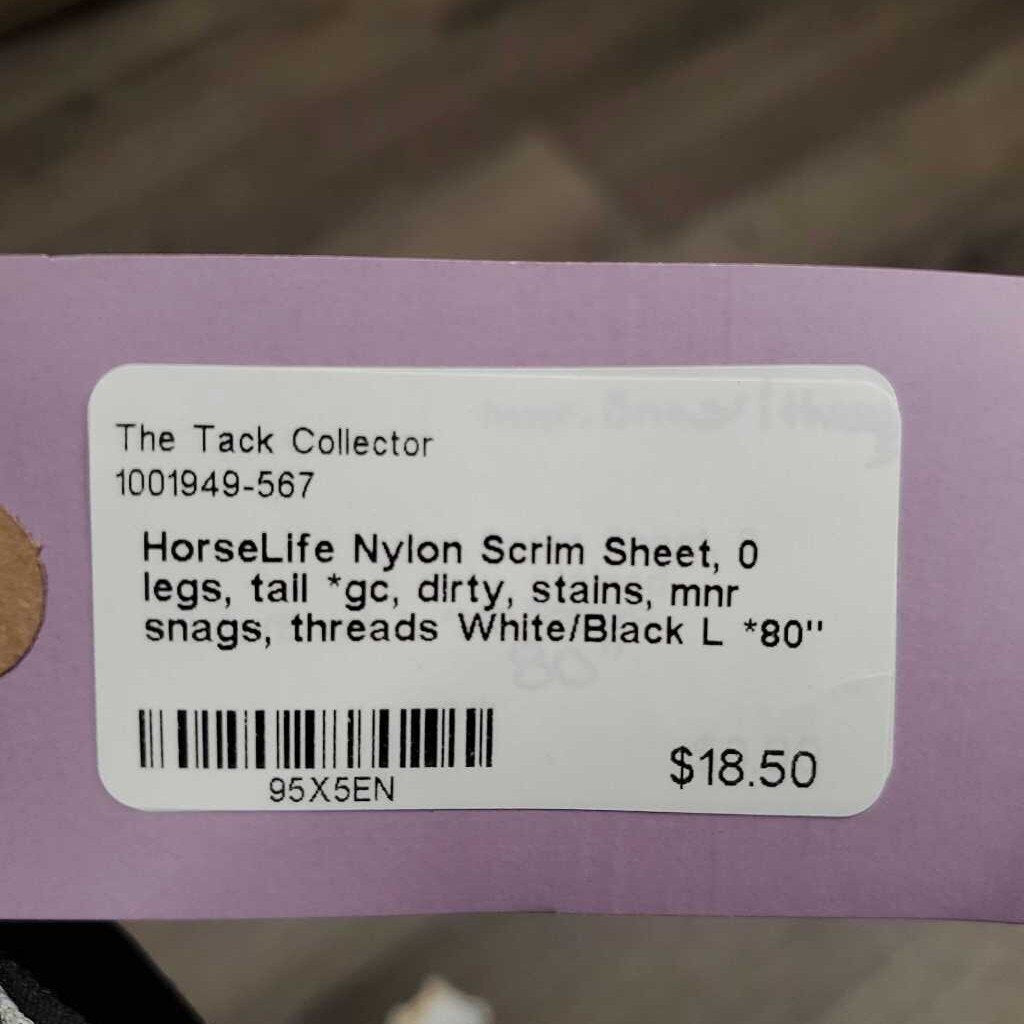 The Tack Collector
1001949-567
HorseLife Nylon Scrim Sheet, 0
legs, tail *gc, dirty, stains, mnr
snags, threads White/Black L *80"
95X5EN
$18.50
80"